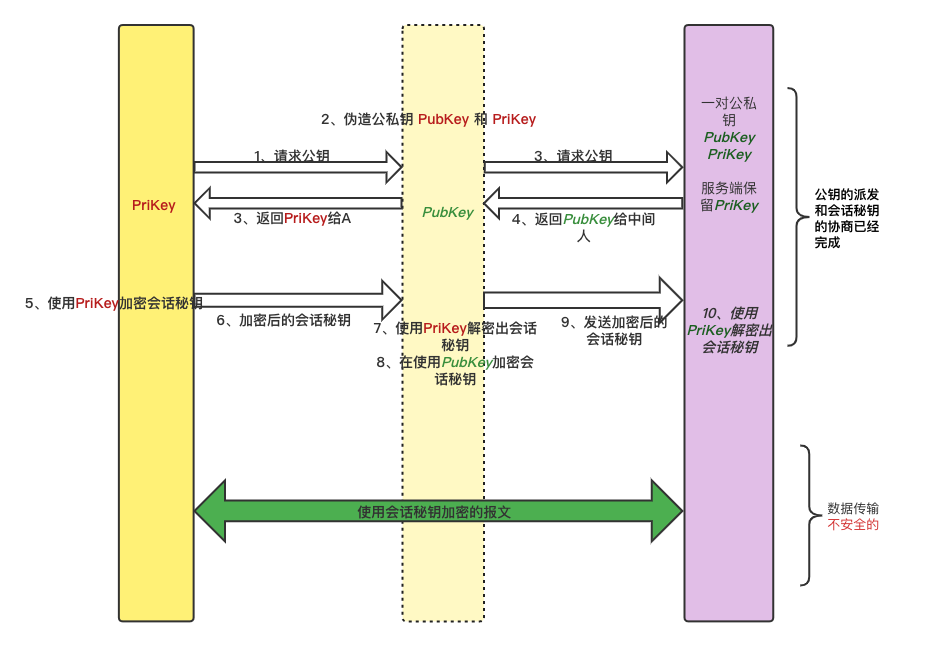 2、伪造公私钥 PubKey 和 PriKey
一对公私
钥
PubKey
PriKey
服务端保
留PriKey
1、请求公钥
3、请求公钥
PriKey
PubKey
3、返回PriKey给A
4、返回PubKey给中间
人
公钥的派发
和会话秘钥
的协商已经
完成
5、使用PriKey加密会话秘钥
6、加密后的会话秘钥
7、使用PriKey解密出会话
秘钥
8、在使用PubKey加密会
话秘钥
9、发送加密后的
会话秘钥
10、使用
PriKey解密出
会话秘钥
使用会话秘钥加密的报文
数据传输
不安全的